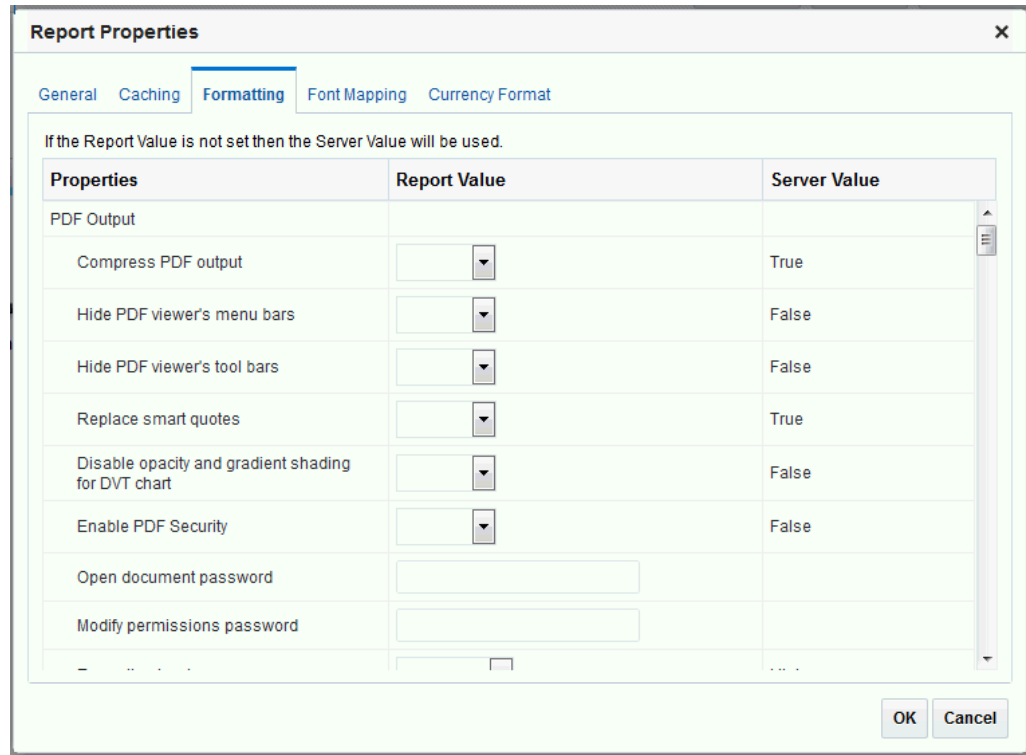 Report Properties
General Caching Formatting Font Mapping Currency Format
If the Report Value is not set then the Server Value will be used.
Properties Report Value Server Value
PDF Output
Compress PDF output True
Hide PDF viewer's menu bars False
Hide PDF viewer's tool bars False
Replace smart quotes True
Disable opacity and gradient shading
for DVT chart False
Enable PDF Security False
Open document password
Modify permissions password
OK Cancel